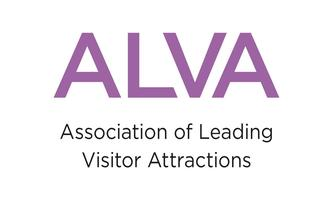 ALVA
Association of Leading
Visitor Attractions